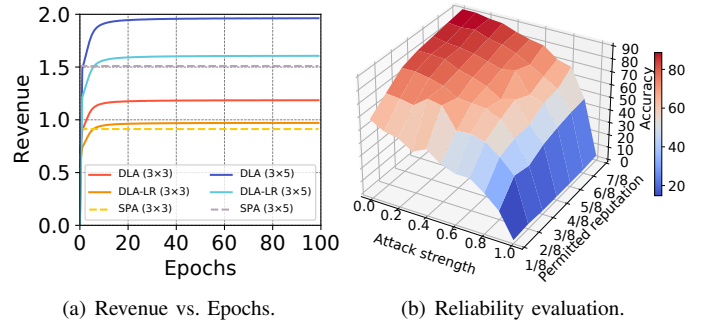 2.0
1.5
1.0
0.5
0.0
Revenue
DLA (3×3)
DLA-LR (3×3)
SPA (3×3)
DLA (3×5)
DLA-LR (3×5)
SPA (3×5)
0 20 40 60 80 100
Epochs
(a) Revenue vs. Epochs.
90
80
70
60
50
40
30
20
10
0
Accuracy
80
60
40
20
0.0 0.2 0.4 0.6 0.8 1.0
Attack strength
1/8 2/8 3/8 4/8 5/8 6/8 7/8
Permitted reputation
(b) Reliability evaluation.